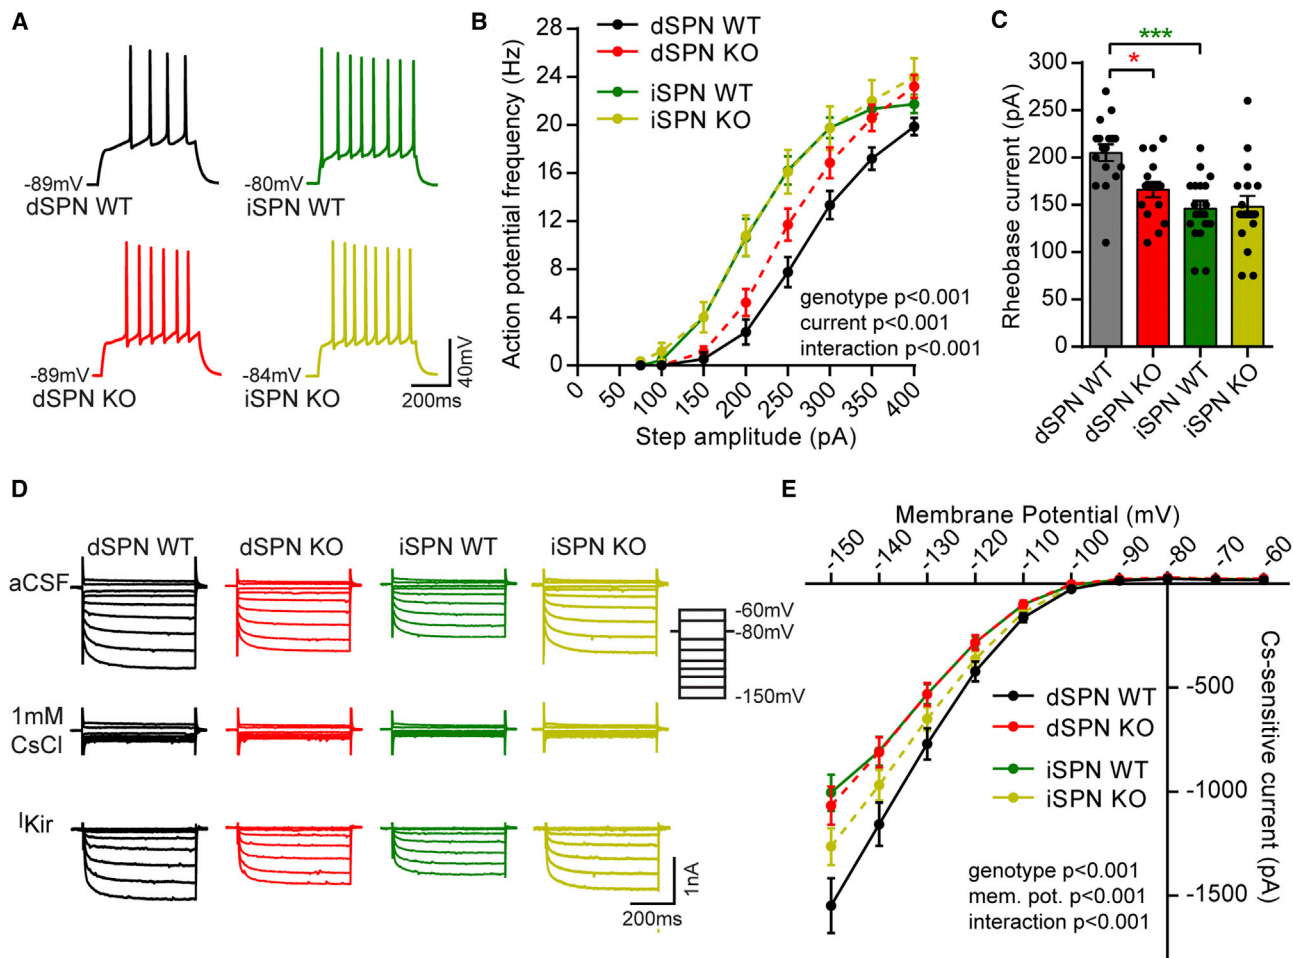 A
-89mV
dSPN WT
-80mV
iSPN WT
-89mV
dSPN KO
-84mV
iSPN KO
40mV
200ms
B
Action potential frequency (Hz)
28
24
20
16
12
8
4
0
0
50
100
150
200
250
300
350
400
Step amplitude (pA)
dSPN WT
dSPN KO
iSPN WT
iSPN KO
genotype p<0.001
current p<0.001
interaction p<0.001
C
***
*
Rheobase current (pA)
300
250
200
150
100
50
0
dSPN WT
dSPN KO
iSPN WT
iSPN KO
D
dSPN WT
dSPN KO
iSPN WT
iSPN KO
aCSF
1mM
CsCl
IKir
-60mV
-80mV
-150mV
1nA
200ms
E
Membrane Potential (mV)
-150
-140
-130
-120
-110
-100
-90
-80
-70
-60
Cs-sensitive current (pA)
-500
-1000
-1500
dSPN WT
dSPN KO
iSPN WT
iSPN KO
genotype p<0.001
mem. pot. p<0.001
interaction p<0.001